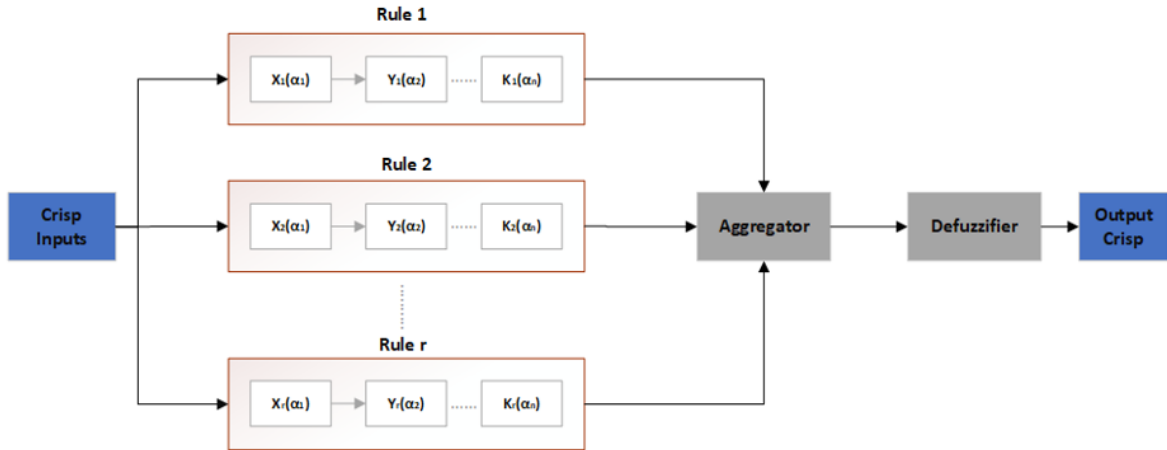 Rule 1
X₁(α₁) Y₁(α₂) ...... K₁(αₙ)
Rule 2
Crisp
Inputs
X₂(α₁) Y₂(α₂) ...... K₂(αₙ)
Aggregator
Defuzzifier
Output
Crisp
Rule r
Xᵣ(α₁) Yᵣ(α₂) ...... Kᵣ(αₙ)